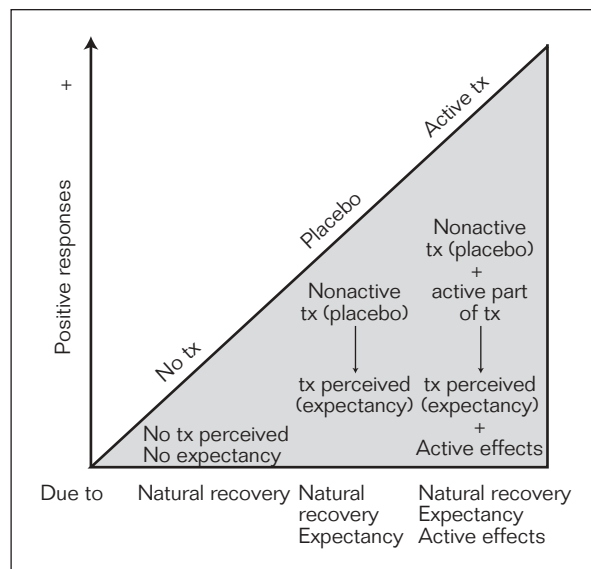 +
Positive responses
No tx
Placebo
Active tx
No tx perceived
No expectancy
Nonactive
tx (placebo)
tx perceived
(expectancy)
Nonactive
tx (placebo)
+
active part
of tx
tx perceived
(expectancy)
+
Active effects
Due to
Natural recovery
Natural
recovery
Expectancy
Natural recovery
Expectancy
Active effects